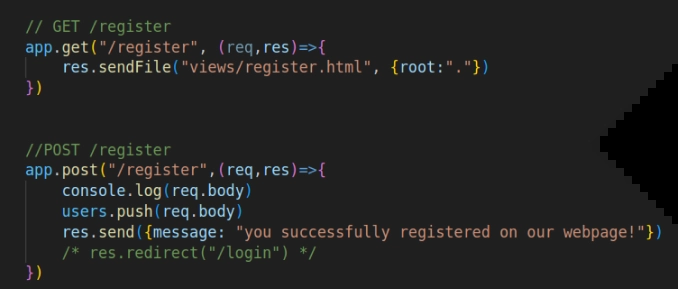 // GET /register
app.get("/register", (req,res)=>{
    res.sendFile("views/register.html", {root:"."})
})
//POST /register
app.post("/register",(req,res)=>{
    console.log(req.body)
    users.push(req.body)
    res.send({message: "you successfully registered on our webpage!"})
    /* res.redirect("/login") */
})